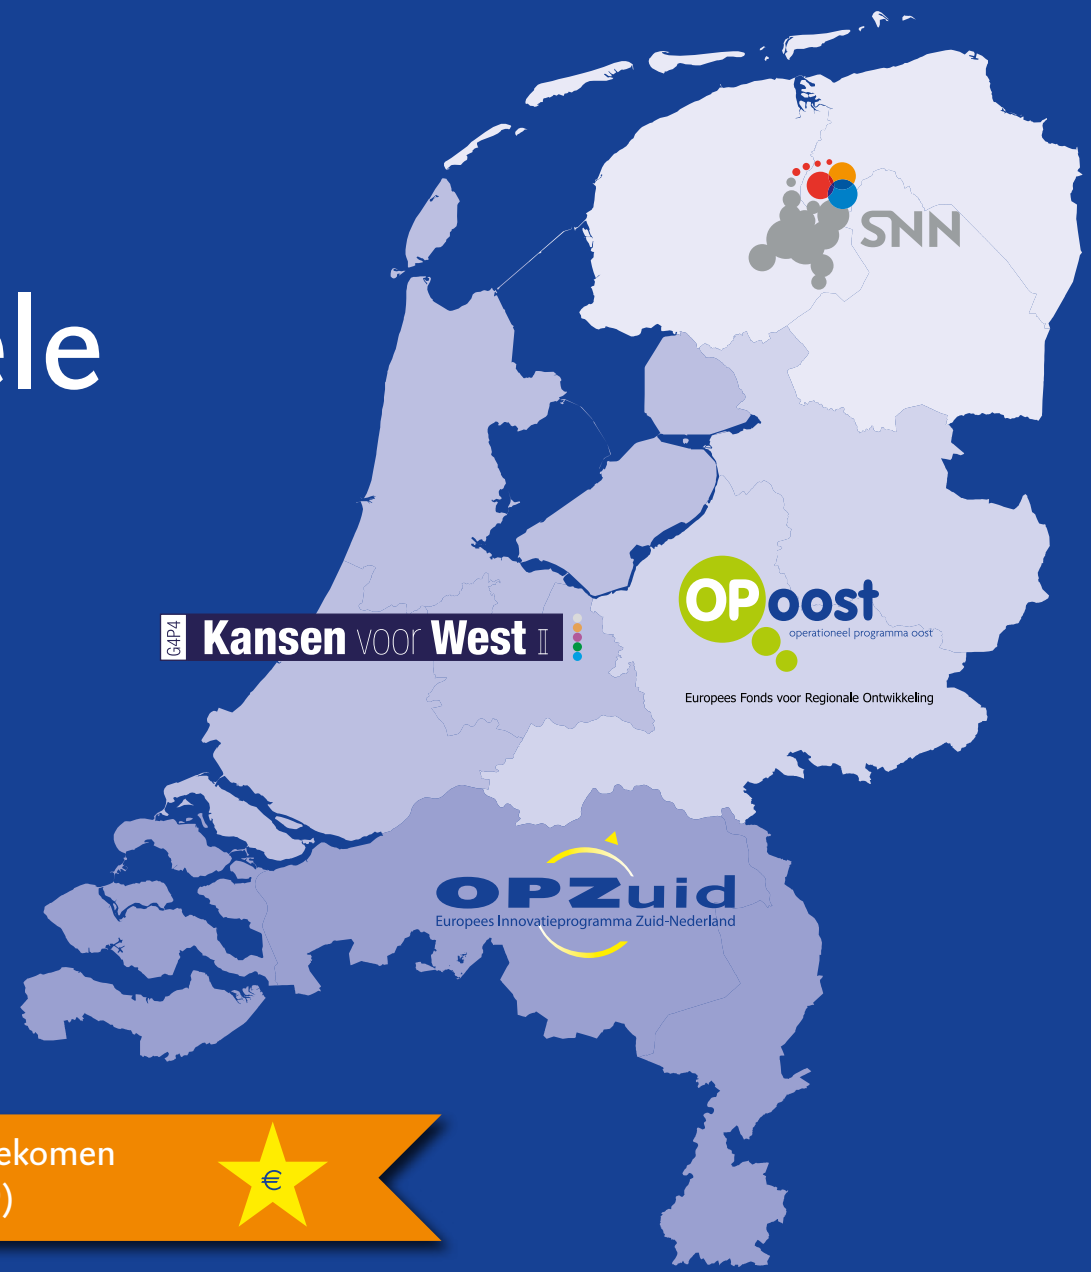 SNN
ele
OPoost
operationeel programma oost
G4P4 Kansen voor West II
Europees Fonds voor Regionale Ontwikkeling
OPZuid
Europees Innovatieprogramma Zuid-Nederland
ekomen
)
€